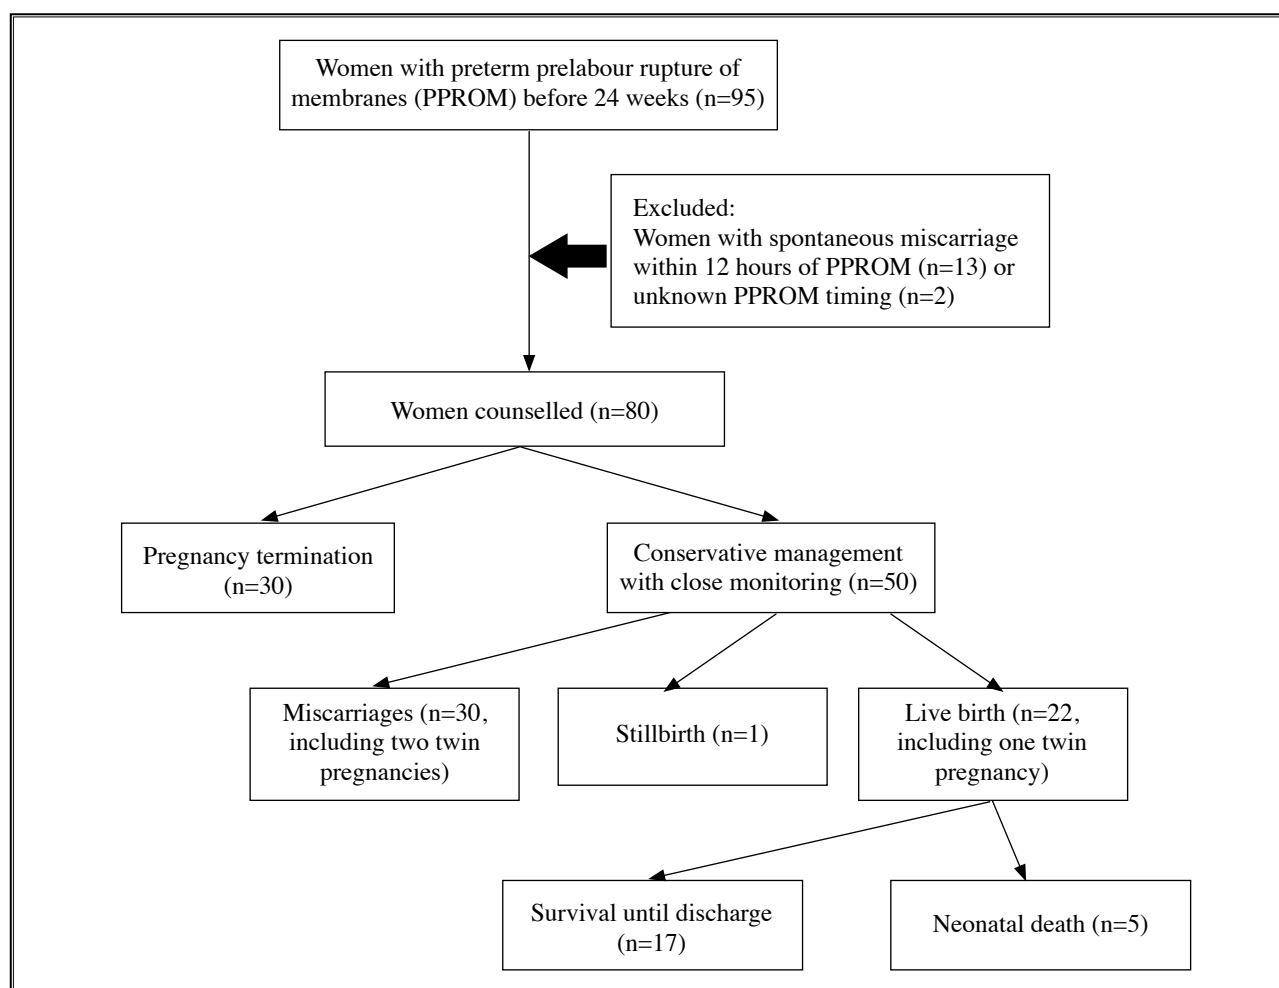 Women with preterm prelabour rupture of
membranes (PPROM) before 24 weeks (n=95)
Excluded:
Women with spontaneous miscarriage
within 12 hours of PPROM (n=13) or
unknown PPROM timing (n=2)
Women counselled (n=80)
Pregnancy termination
(n=30)
Conservative management
with close monitoring (n=50)
Miscarriages (n=30,
including two twin
pregnancies)
Stillbirth (n=1)
Live birth (n=22,
including one twin
pregnancy)
Survival until discharge
(n=17)
Neonatal death (n=5)